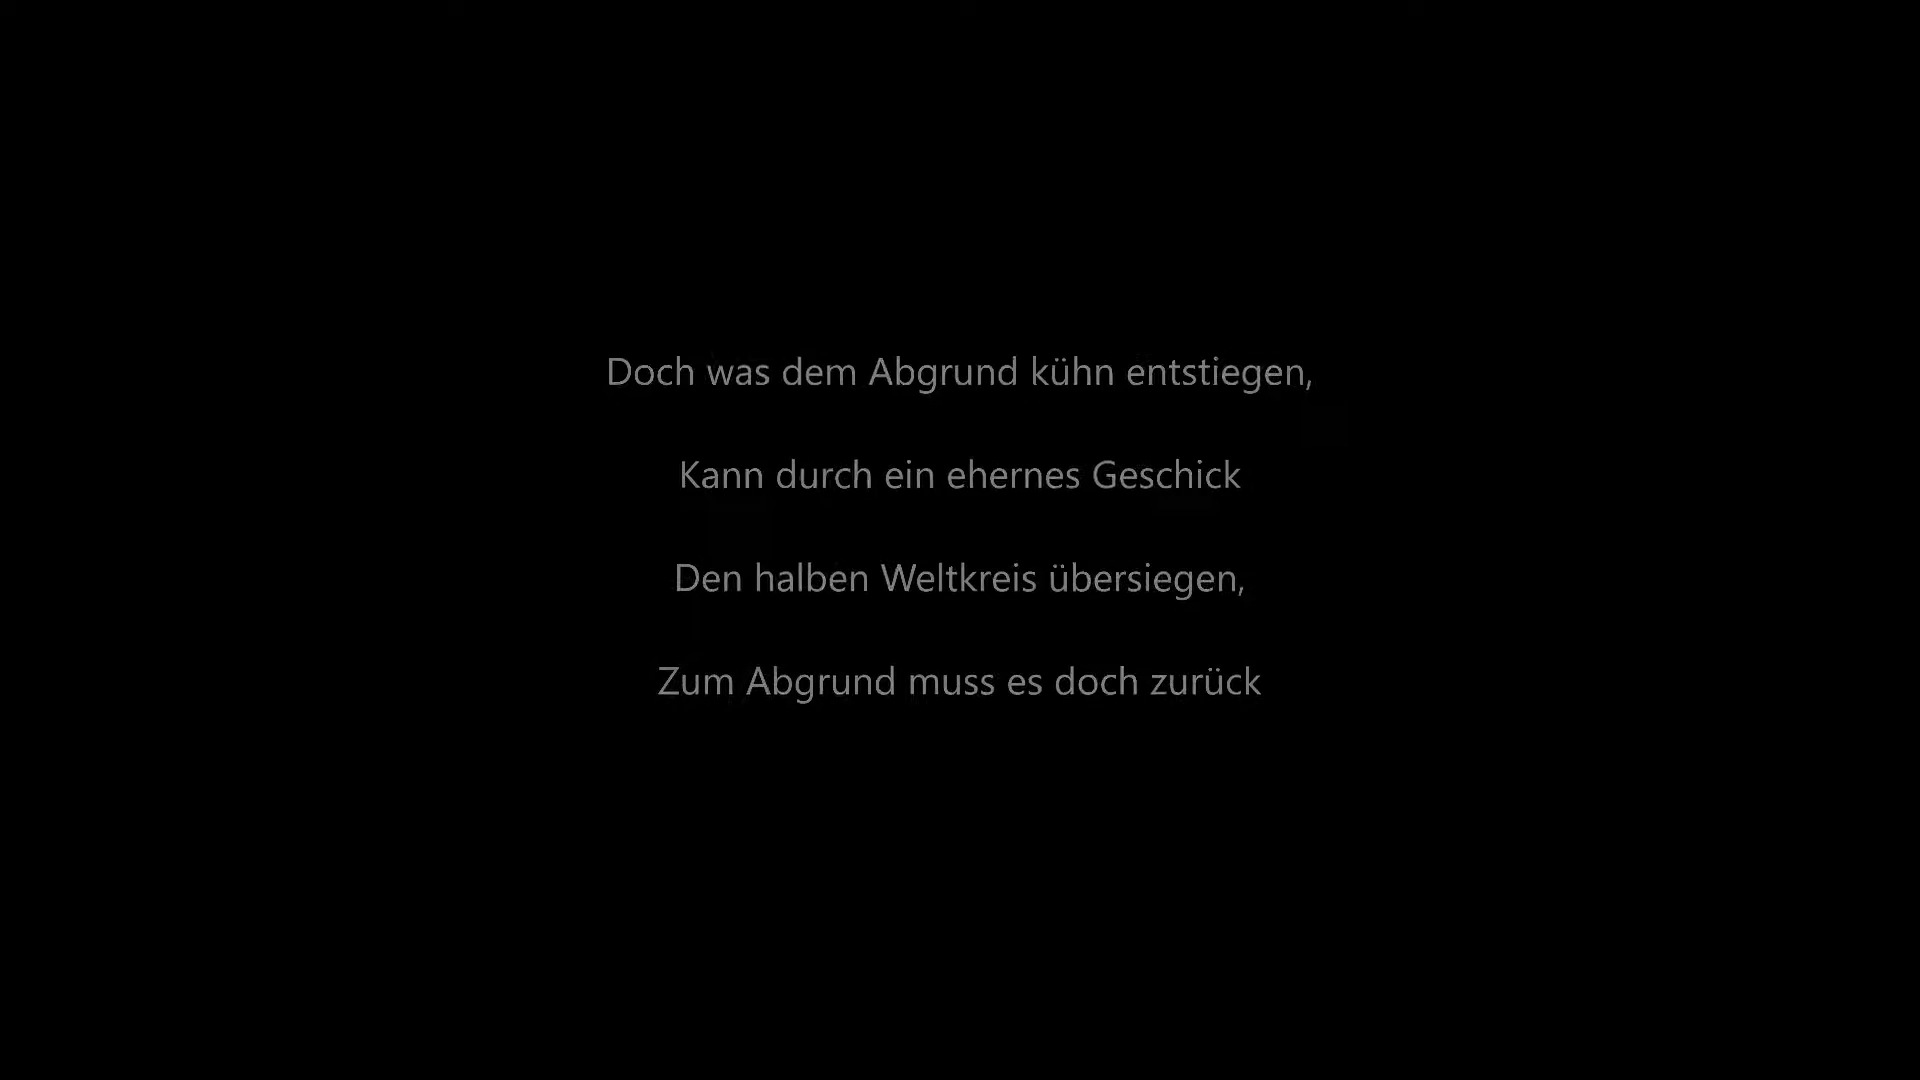 Doch was dem Abgrund kühn entstiegen,
Kann durch ein ehernes Geschick
Den halben Weltkreis übersiegen,
Zum Abgrund muss es doch zurück